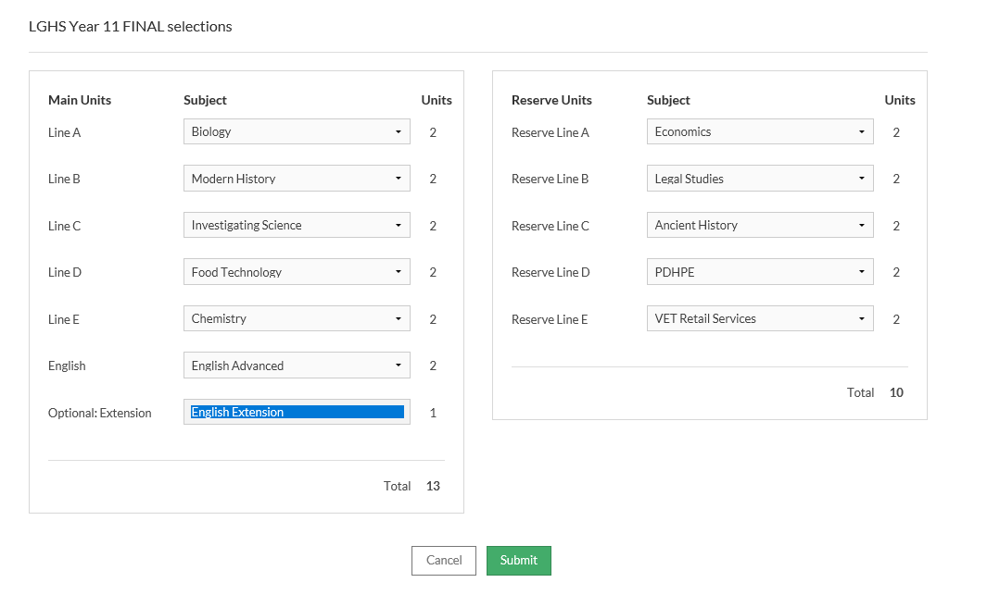 LGHS Year 11 FINAL selections
Main Units Subject Units
Line A Biology 2
Line B Modern History 2
Line C Investigating Science 2
Line D Food Technology 2
Line E Chemistry 2
English English Advanced 2
Optional: Extension English Extension 1
Total 13
Reserve Units Subject Units
Reserve Line A Economics 2
Reserve Line B Legal Studies 2
Reserve Line C Ancient History 2
Reserve Line D PDHPE 2
Reserve Line E VET Retail Services 2
Total 10
Cancel Submit